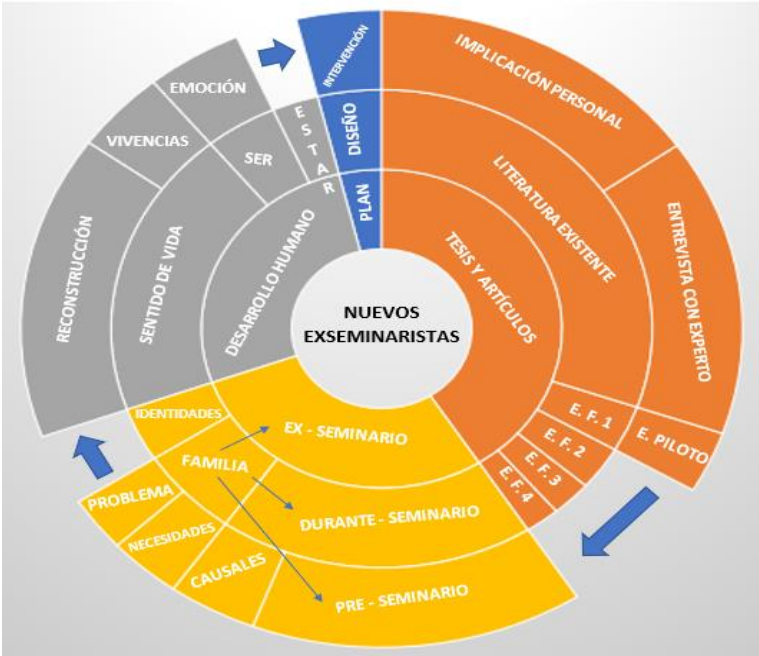 NUEVOS
EXSEMINARISTAS
IMPLICACIÓN PERSONAL
LITERATURA EXISTENTE
TESIS Y ARTÍCULOS
ENTREVISTA CON EXPERTO
E. F. 1
E. PILOTO
E. F. 2
E. F. 3
E. F. 4
EX - SEMINARIO
DURANTE - SEMINARIO
PRE - SEMINARIO
IDENTIDADES
FAMILIA
PROBLEMA
NECESIDADES
CAUSALES
DESARROLLO HUMANO
SENTIDO DE VIDA
RECONSTRUCCIÓN
VIVENCIAS
EMOCIÓN
SER
ESTAR
INTERVENCIÓN
DISEÑO
PLAN